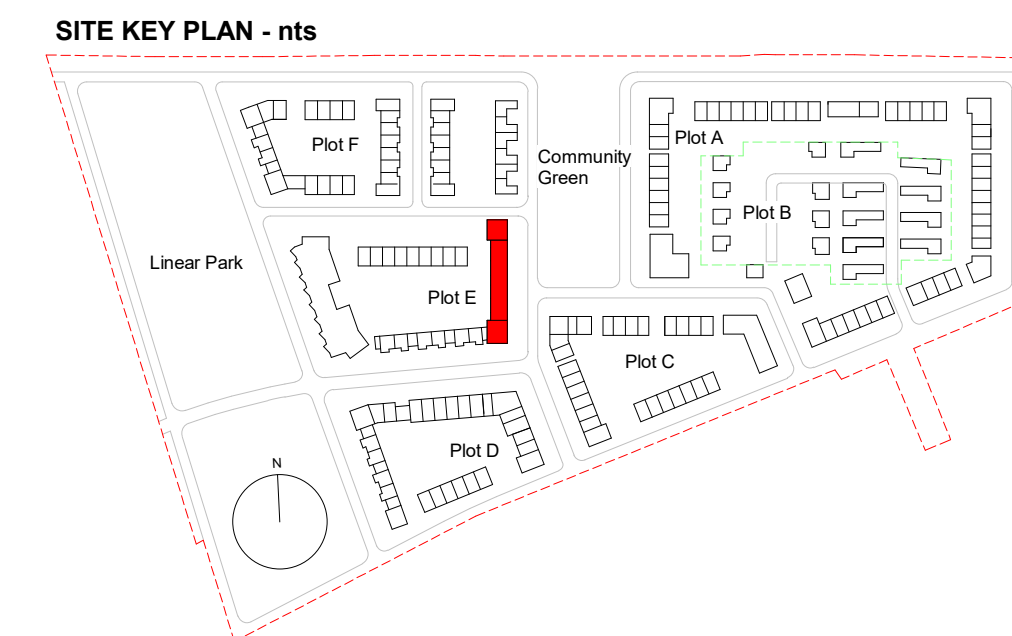 SITE KEY PLAN - nts
Plot F
Plot A
Community
Green
Plot B
Linear Park
Plot E
Plot C
Plot D
N